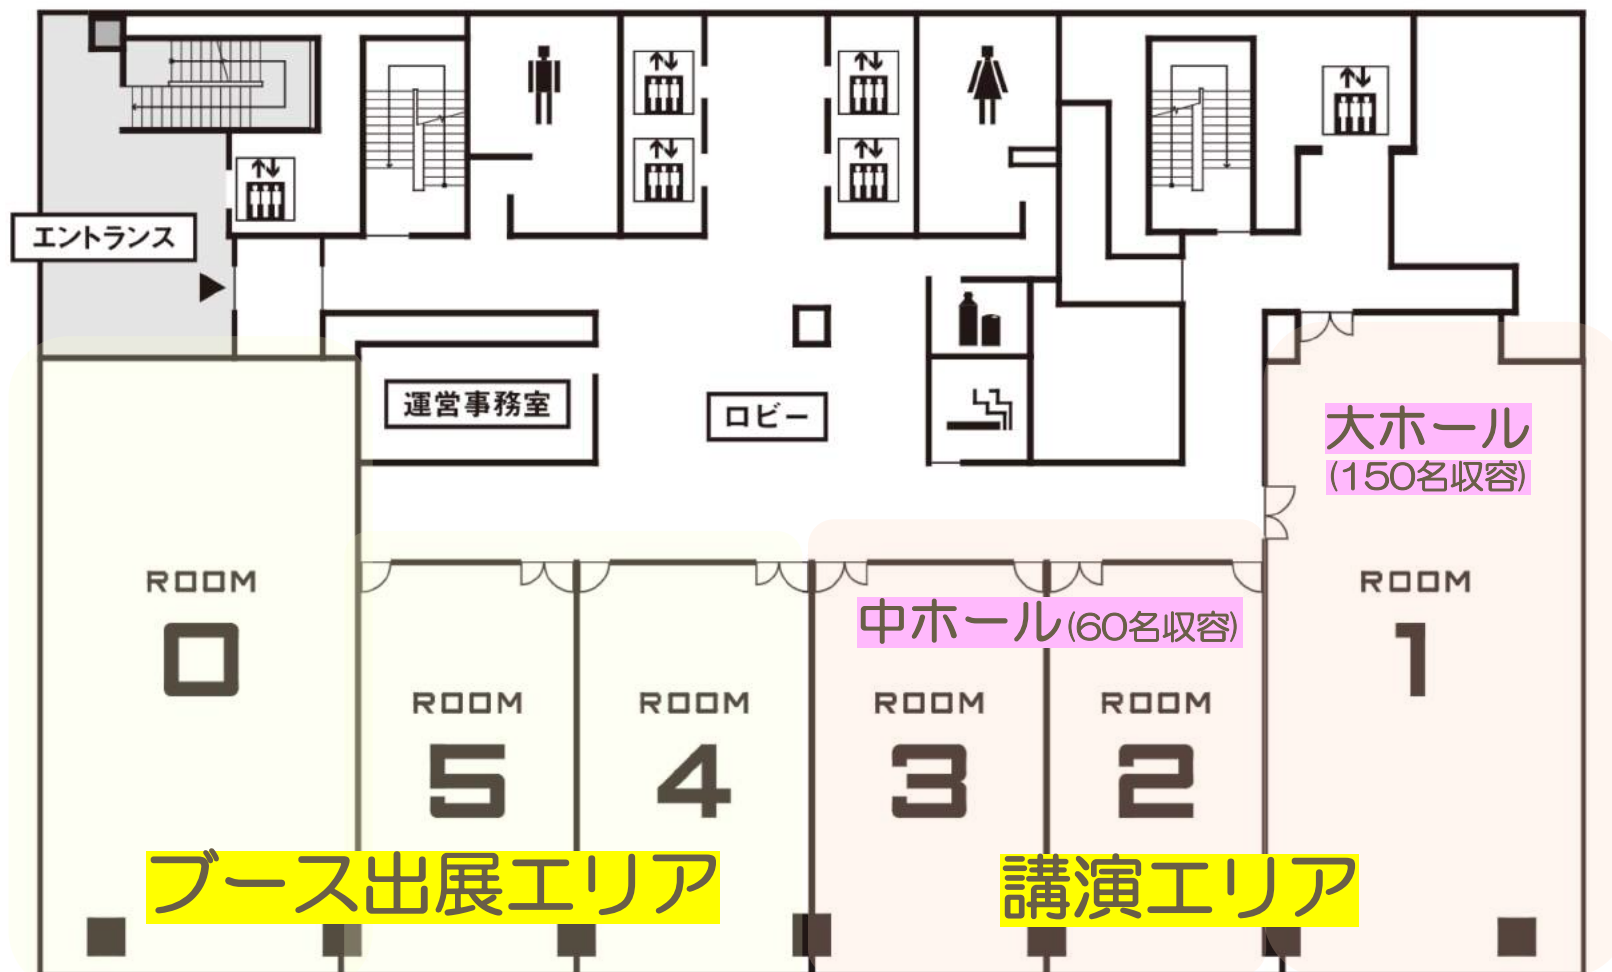 エントランス
運営事務室
ロビー
大ホール
(150名収容)
中ホール(60名収容)
ROOM
0
ROOM
5
ROOM
4
ROOM
3
ROOM
2
ROOM
1
ブース出展エリア
講演エリア